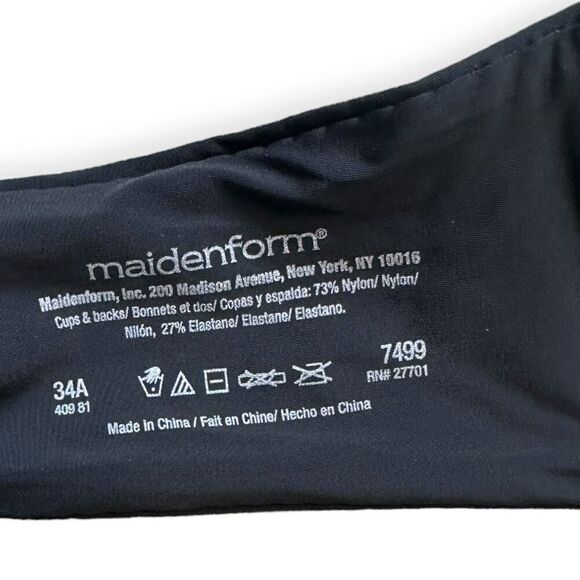 maidenform®
Maidenform, Inc. 200 Madison Avenue, New York, NY 10016
Cups & backs/ Bonnets et dos/ Copas y espalda: 73% Nylon/ Nylon/
Nilón, 27% Elastane/ Elastane/ Elastano.
34A
409 81
7499
RN# 27701
Made in China / Fait en Chine/ Hecho en China